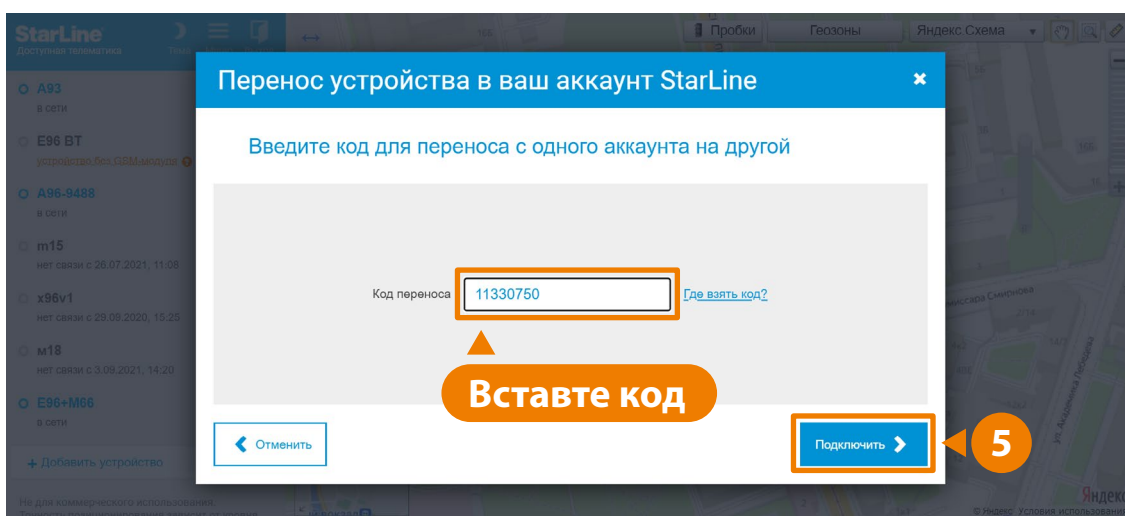 StarLine
Доступная телематика
Тема
Пробки
Геозоны
Яндекс.Схема
Перенос устройства в ваш аккаунт StarLine
Введите код для переноса с одного аккаунта на другой
Код переноса
11330750
Где взять код?
Вставте код
Отменить
Подключить
5
A93
в сети
E96 BT
устройство без GSM-модуля
A96-9488
в сети
m15
нет связи с 26.07.2021, 11:08
x96v1
нет связи с 29.09.2020, 15:25
м18
нет связи с 3.09.2021, 14:20
E96+M66
в сети
+ Добавить устройство
Не для коммерческого использования.
ул. Академика Лебедева
Яндекс
© Яндекс Условия использования